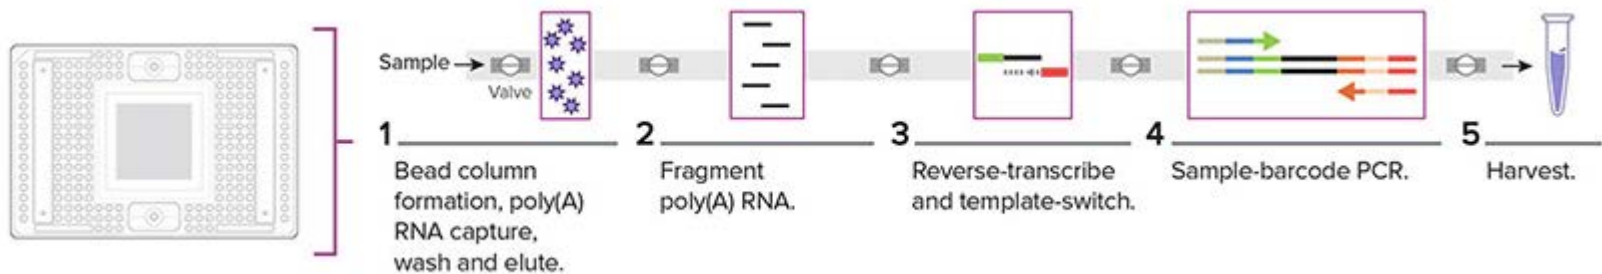 Sample
Valve
1
Bead column
formation, poly(A)
RNA capture,
wash and elute.
2
Fragment
poly(A) RNA.
3
Reverse-transcribe
and template-switch.
4
Sample-barcode PCR.
5
Harvest.